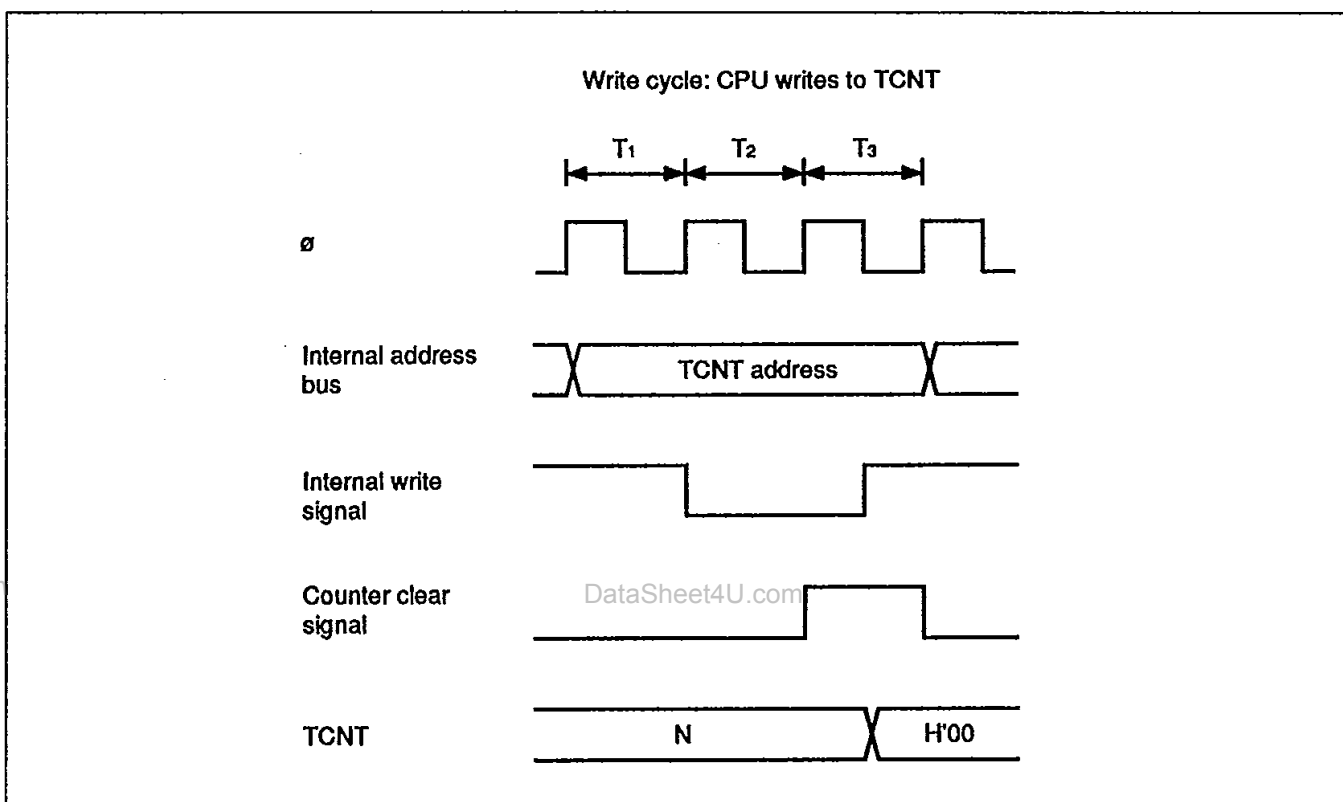 Write cycle: CPU writes to TCNT
T1
T2
T3
ø
Internal address
bus
TCNT address
Internal write
signal
Counter clear
signal
DataSheet4U.com
TCNT
N
H'00